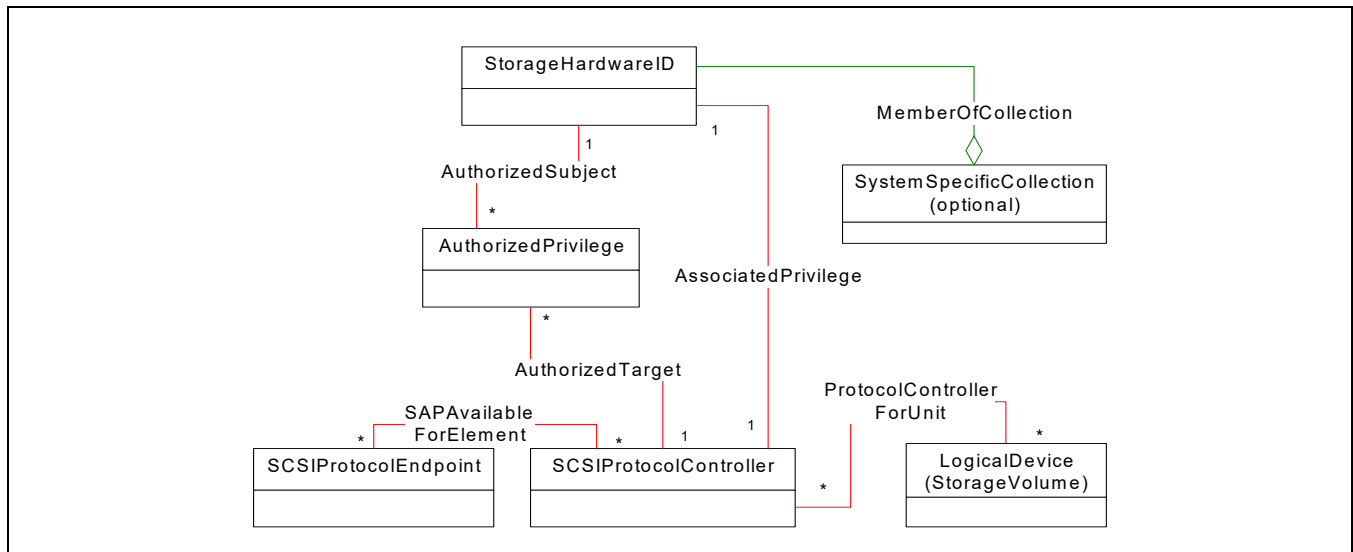 StorageHardwareID
MemberOfCollection
1
1
AuthorizedSubject
SystemSpecificCollection
(optional)
*
AuthorizedPrivilege
AssociatedPrivilege
*
AuthorizedTarget
ProtocolController
ForUnit
SAPAvailable
ForElement
*
*
1
1
*
SCSIProtocolEndpoint
SCSIProtocolController
LogicalDevice
(StorageVolume)
*